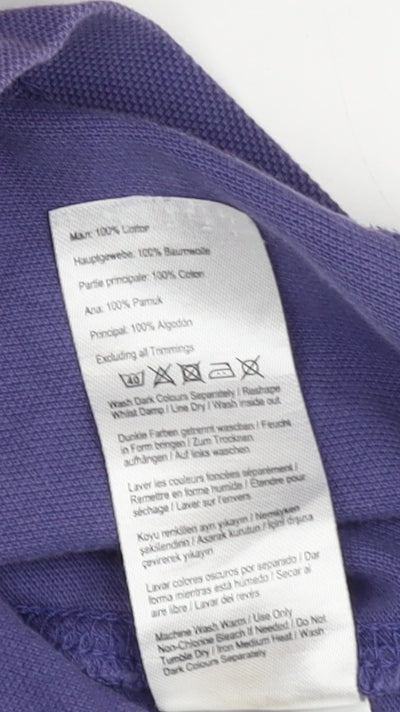 Main: 100% Cotton
Hauptgewebe: 100% Baumwolle
Partie principale: 100% Coton
Ana: 100% Pamuk
Principal: 100% Algodón
Excluding all Trimmings
40
Wash Dark Colours Separately / Reshape
Whilst Damp / Line Dry / Wash inside out
Dunkle Farben getrennt waschen / Feucht
in Form bringen / Zum Trocknen
aufhängen / Auf links waschen
Laver les couleurs foncées séparément /
Remettre en forme humide / Étendre pour
séchage / Laver sur l'envers
Koyu renkilen ayrı yıkayın / Nemliyken
şekillendirin / Asarak kurutun / İçini dışına
çevirerek yıkayın
Lavar colores oscuros por separado / Dar
forma mientras está húmedo / Secar al
aire libre / Lavar del revés
Machine Wash Warm / Use Only
Non-Chlorine Bleach If Needed / Do Not
Tumble Dry / Iron Medium Heat / Wash
Dark Colours Separately